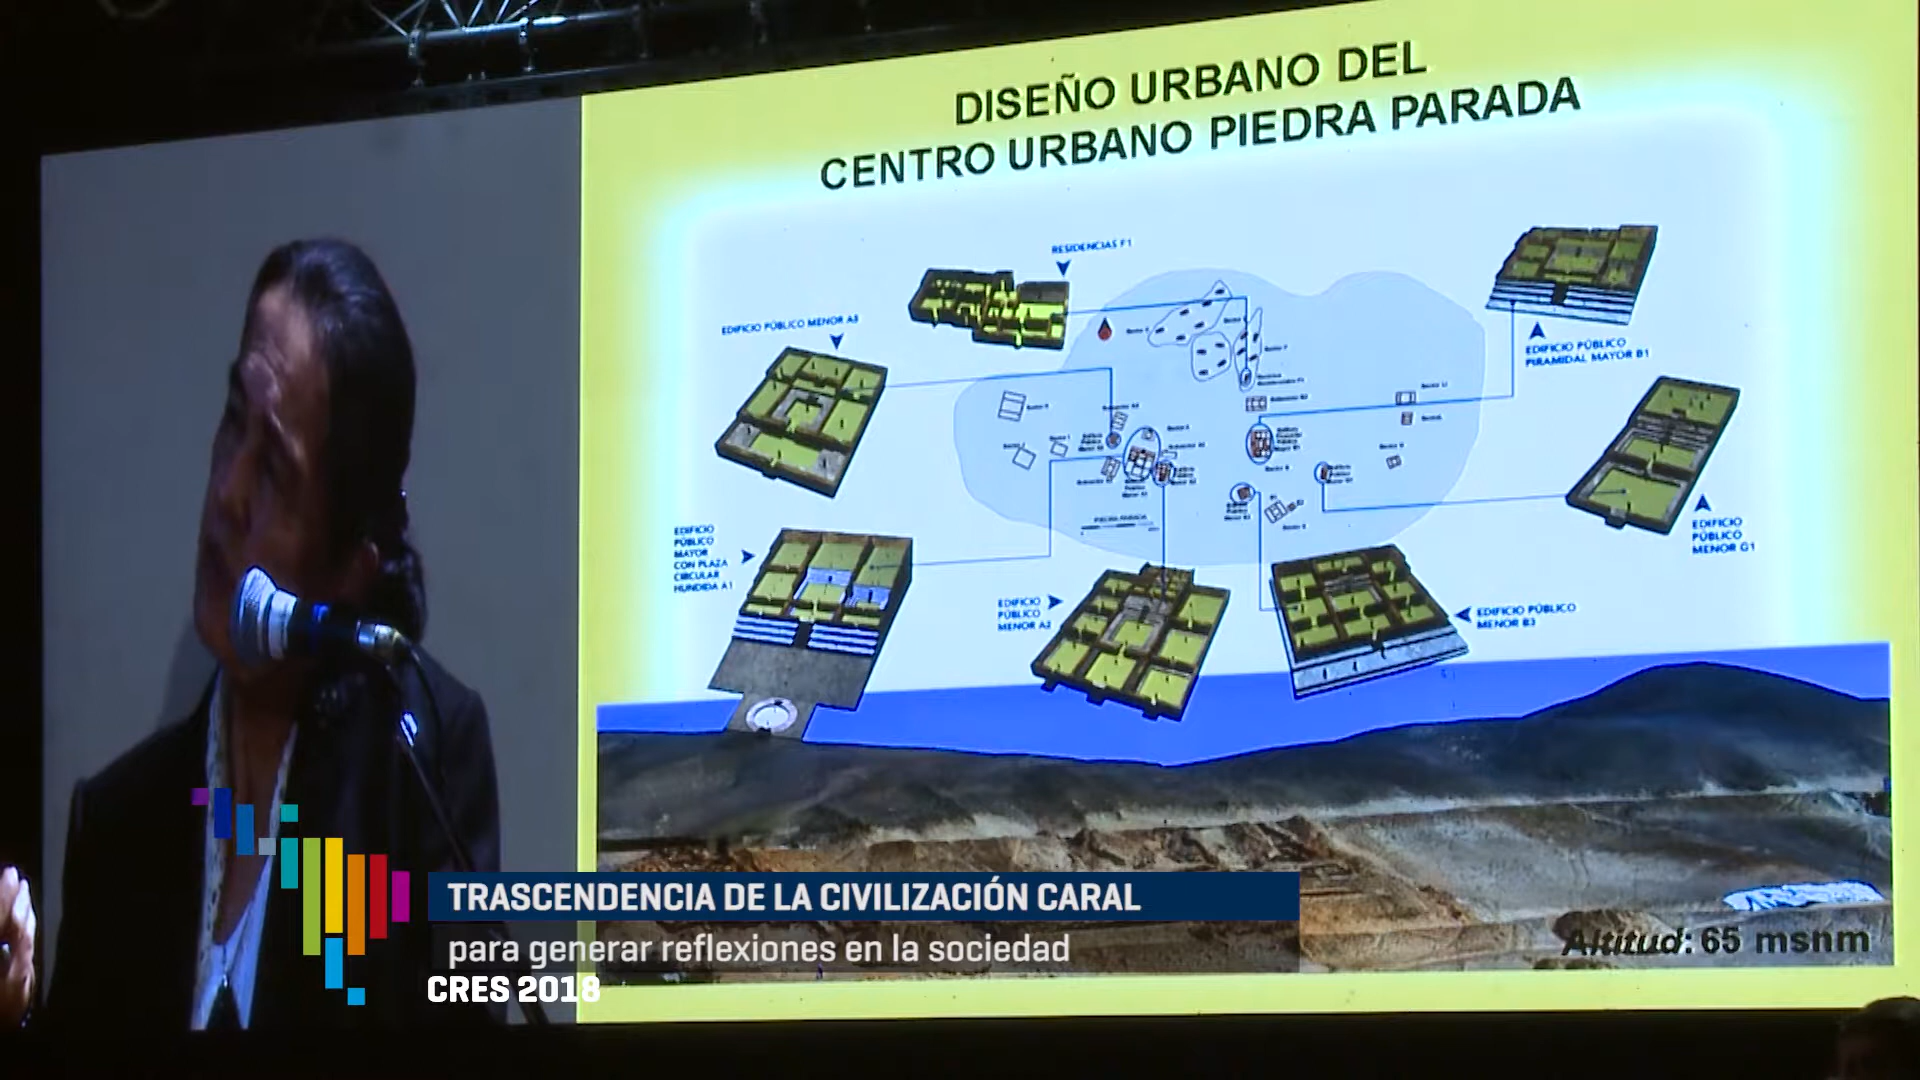 DISEÑO URBANO DEL
CENTRO URBANO PIEDRA PARADA
RESIDENCIAS F1
EDIFICIO PÚBLICO MENOR A3
EDIFICIO PÚBLICO
PIRAMIDAL MAYOR B1
EDIFICIO
PÚBLICO
MENOR G1
EDIFICIO
PÚBLICO
MAYOR
CON PLAZA
CIRCULAR
HUNDIDA A1
EDIFICIO
PÚBLICO
MENOR A2
EDIFICIO PÚBLICO
MENOR B3
PIEDRA PARADA
Altitud: 65 msnm
TRASCENDENCIA DE LA CIVILIZACIÓN CARAL
para generar reflexiones en la sociedad
CRES 2018